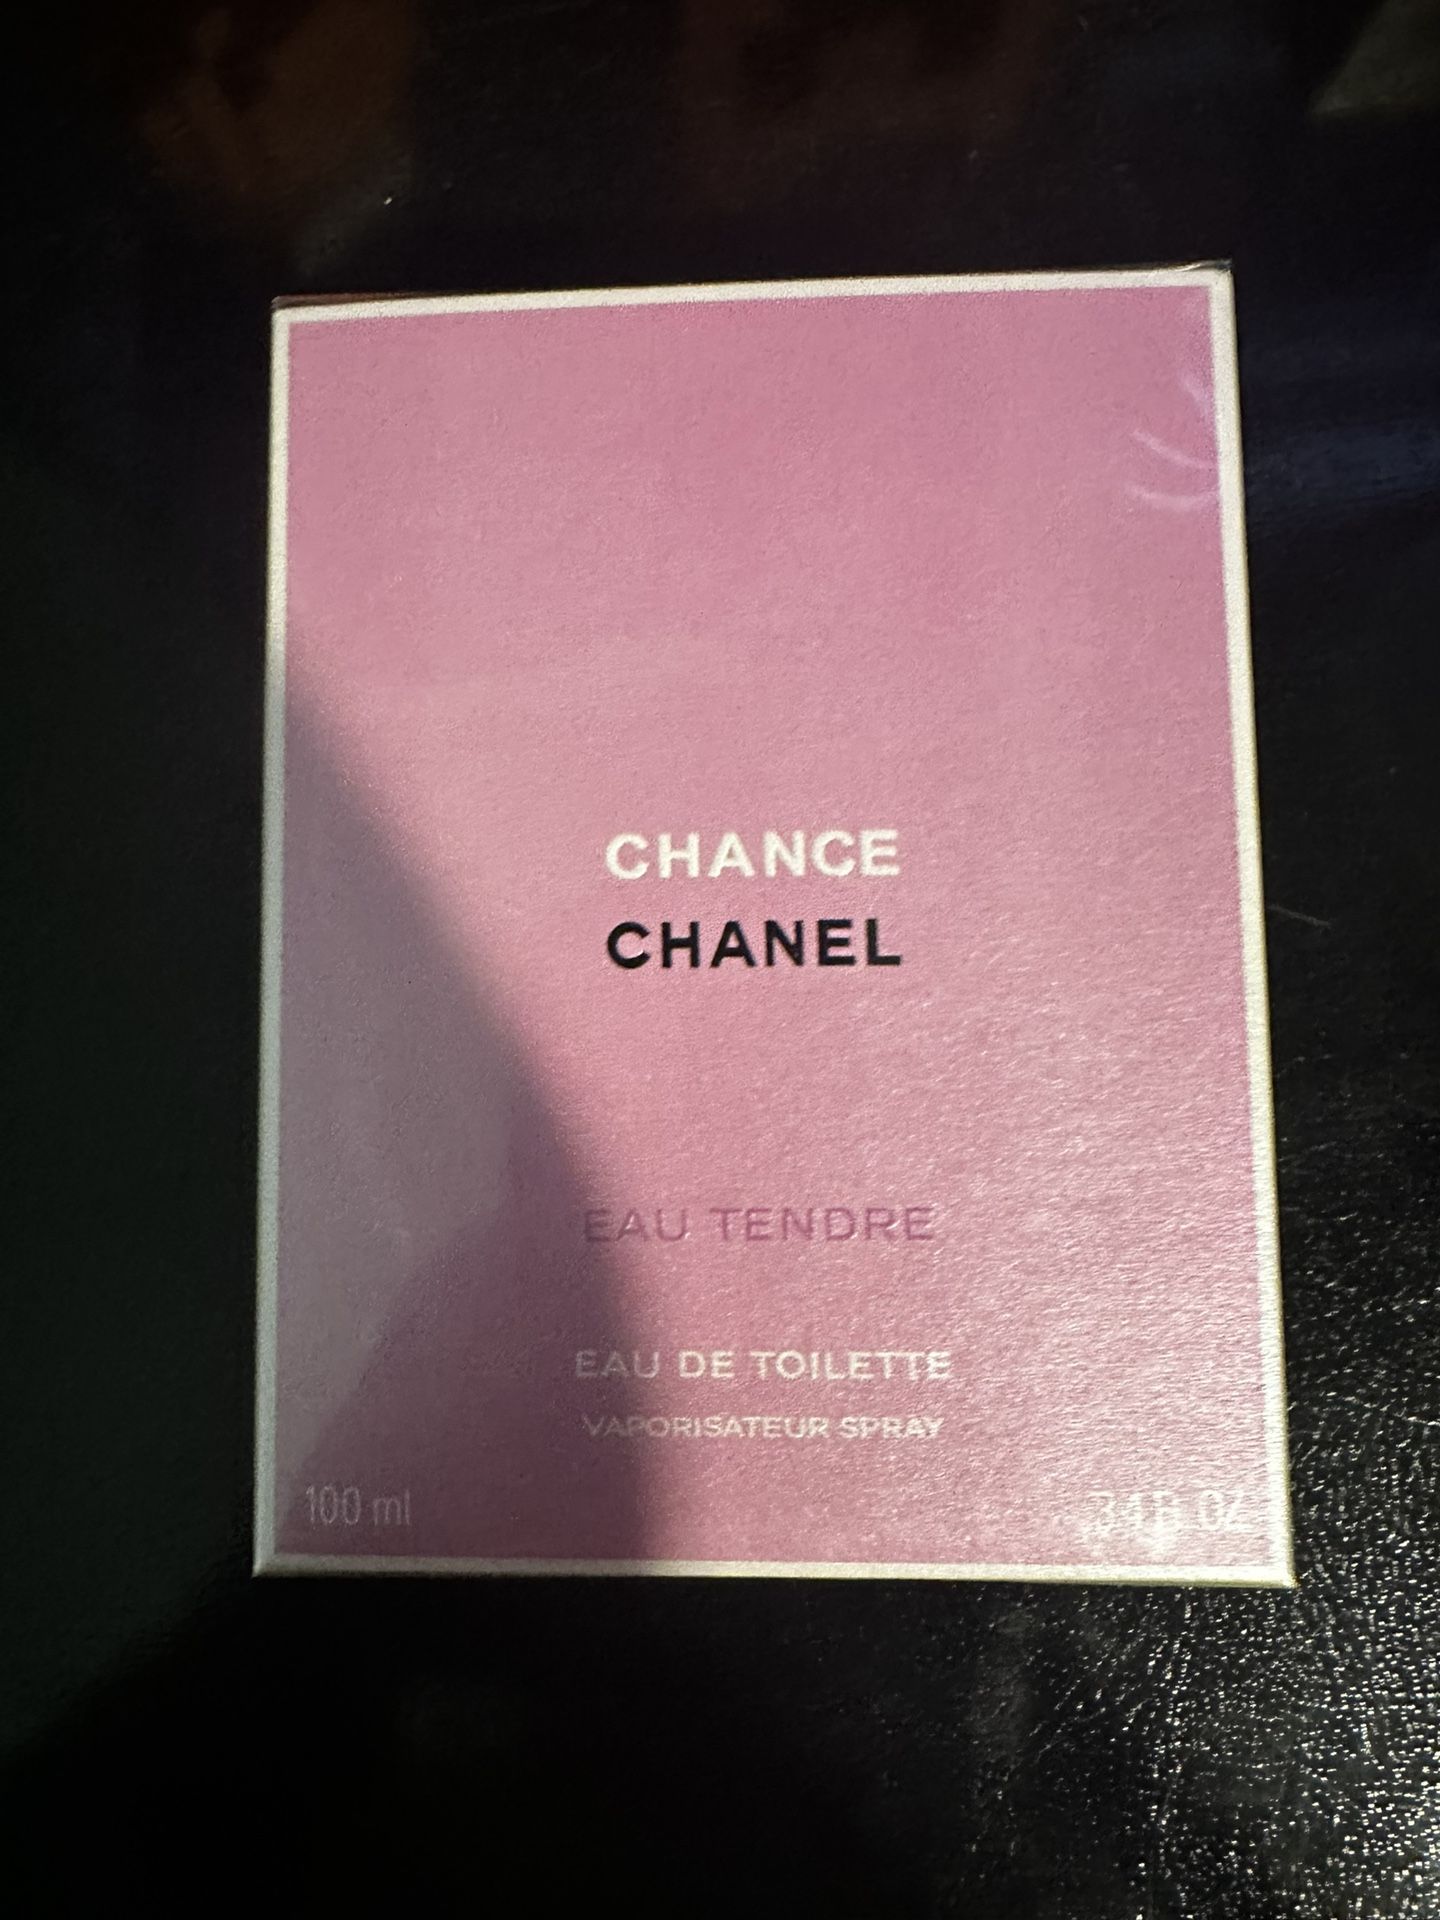 CHANCE
CHANEL
EAU TENDRE
EAU DE TOILETTE
VAPORISATEUR SPRAY
100 ml
3.4 fl. oz